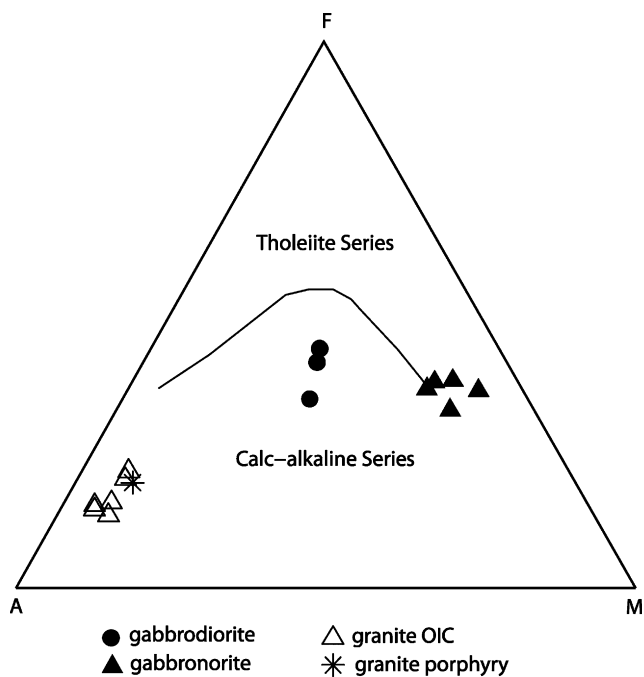 F
Tholeiite Series
Calc–alkaline Series
A
M
gabbrodiorite
granite OIC
gabbronorite
granite porphyry